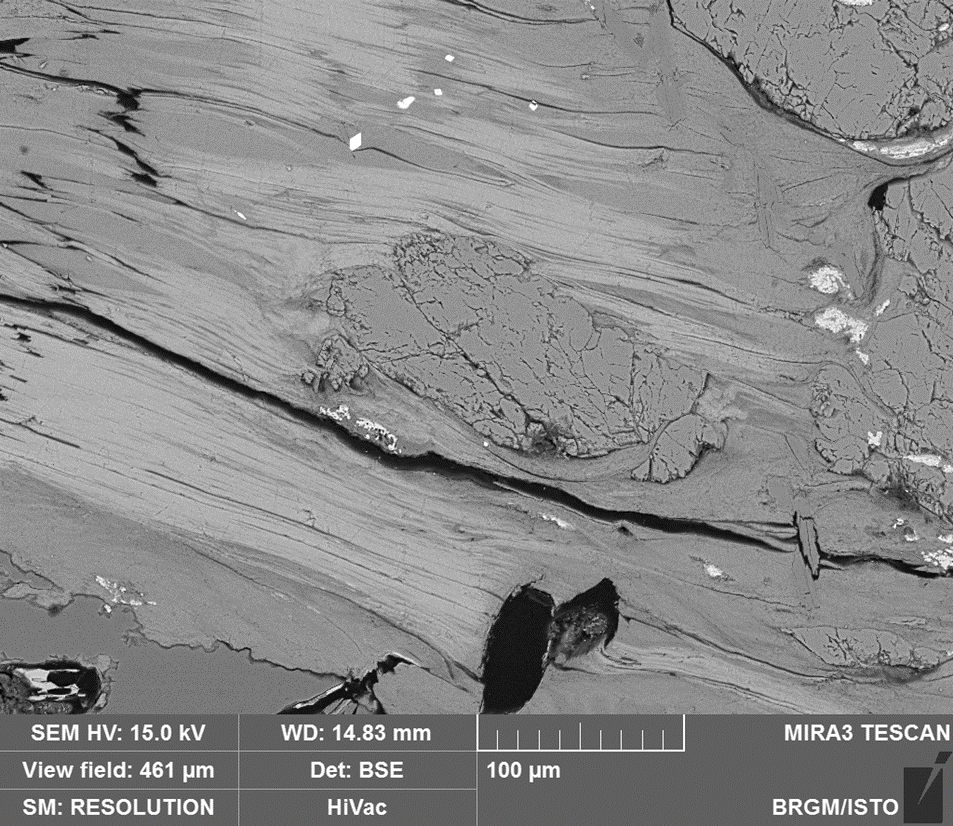 SEM HV: 15.0 kV
WD: 14.83 mm
MIRA3 TESCAN
View field: 461 µm
Det: BSE
100 µm
SM: RESOLUTION
HiVac
BRGM/ISTO